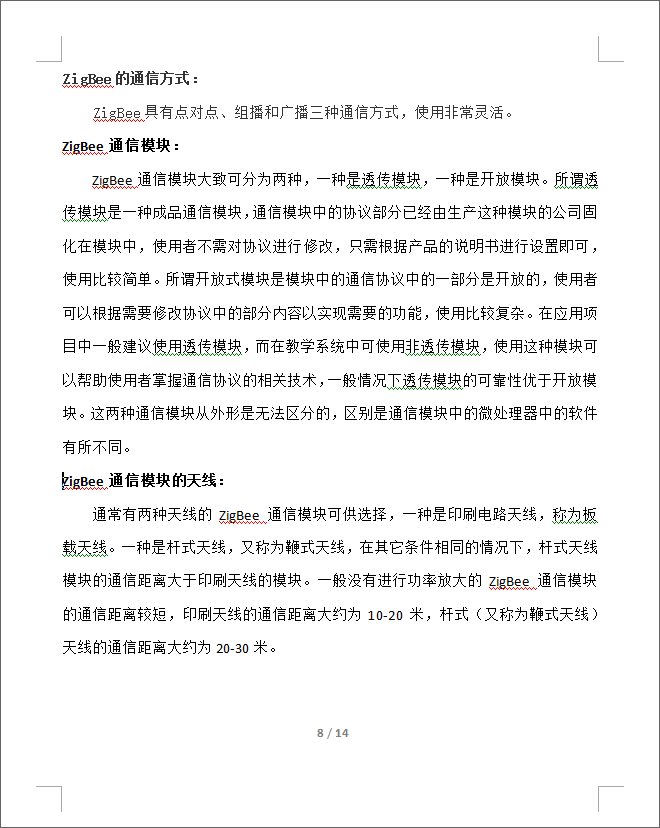 ZigBee的通信方式：
ZigBee具有点对点、组播和广播三种通信方式，使用非常灵活。
ZigBee 通信模块：
ZigBee 通信模块大致可分为两种，一种是透传模块，一种是开放模块。所谓透
传模块是一种成品通信模块，通信模块中的协议部分已经由生产这种模块的公司固
化在模块中，使用者不需对协议进行修改，只需根据产品的说明书进行设置即可，
使用比较简单。所谓开放式模块是模块中的通信协议中的一部分是开放的，使用者
可以根据需要修改协议中的部分内容以实现需要的功能，使用比较复杂。在应用项
目中一般建议使用透传模块，而在教学系统中可使用非透传模块，使用这种模块可
以帮助使用者掌握通信协议的相关技术，一般情况下透传模块的可靠性优于开放模
块。这两种通信模块从外形是无法区分的，区别是通信模块中的微处理器中的软件
有所不同。
ZigBee 通信模块的天线：
通常有两种天线的 ZigBee 通信模块可供选择，一种是印刷电路天线，称为板
载天线。一种是杆式天线，又称为鞭式天线，在其它条件相同的情况下，杆式天线
模块的通信距离大于印刷天线的模块。一般没有进行功率放大的 ZigBee 通信模块
的通信距离较短，印刷天线的通信距离大约为 10-20 米，杆式（又称为鞭式天线）
天线的通信距离大约为 20-30 米。
8 / 14